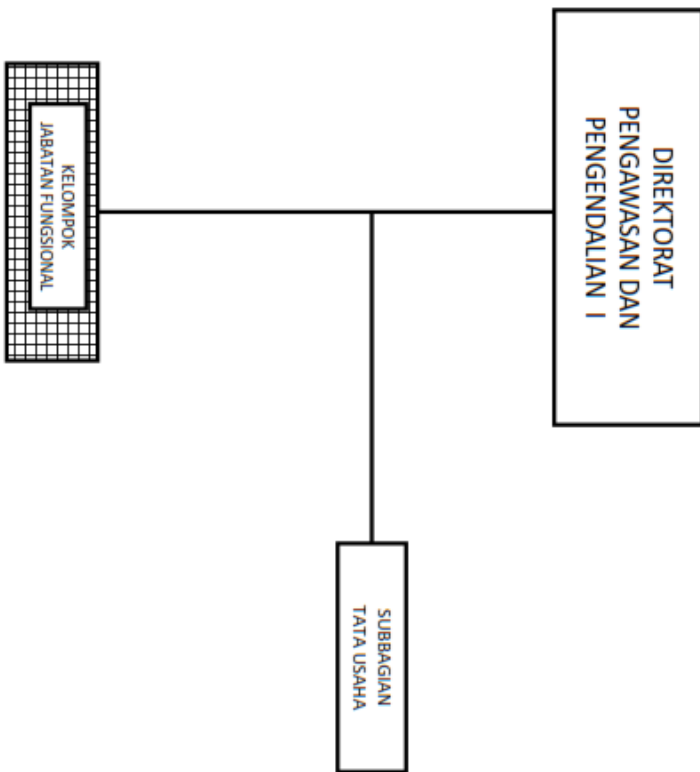 DIREKTORAT
PENGAWASAN DAN
PENGENDALIAN I
SUBBAGIAN
TATA USAHA
KELOMPOK
JABATAN FUNGSIONAL